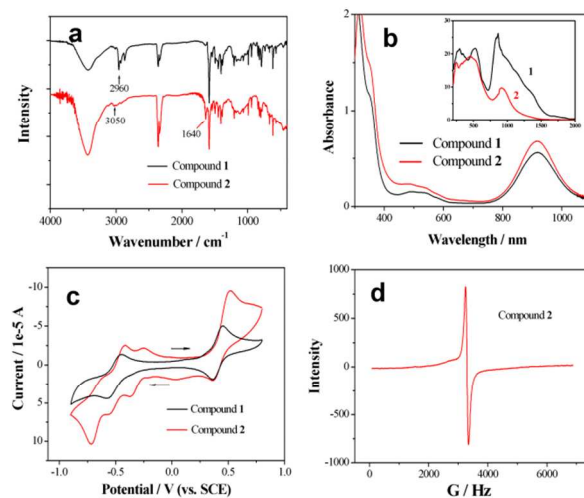 a
Intensity
2960
3050
1640
Compound 1
Compound 2
4000 3000 2000 1000
Wavenumber / cm⁻¹
b
Absorbance
2
1
0
30
20
10
0
1
2
500 1000 1500 2000
Compound 1
Compound 2
400 600 800 1000
Wavelength / nm
c
Current / 1e-5 A
-10
-5
0
5
10
Compound 1
Compound 2
-1.0 -0.5 0.0 0.5 1.0
Potential / V (vs. SCE)
d
Intensity
1000
500
0
-500
-1000
Compound 2
0 2000 4000 6000
G / Hz